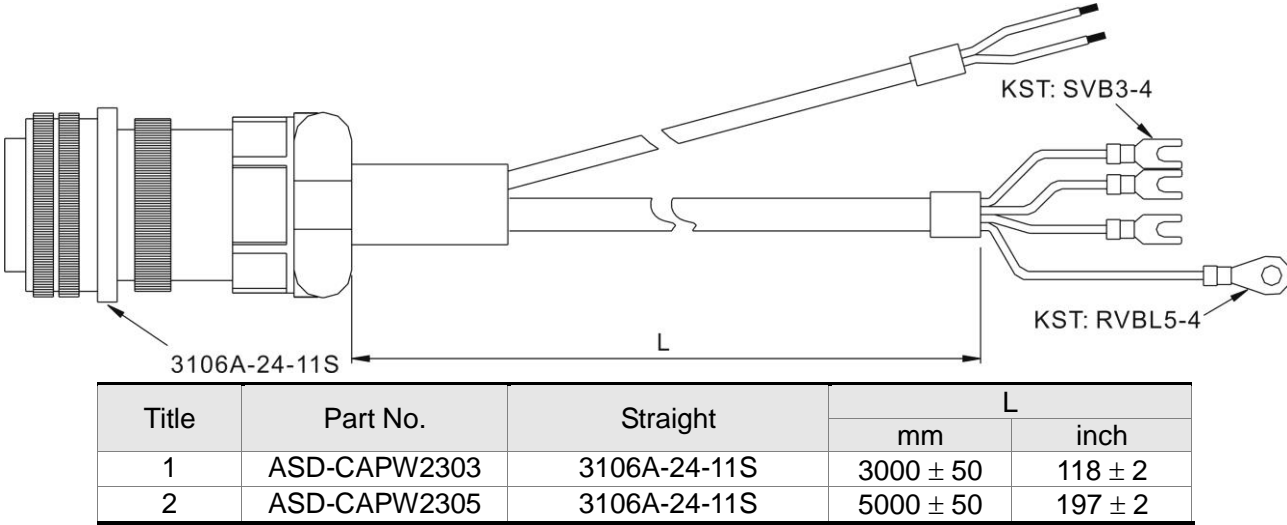 KST: SVB3-4
KST: RVBL5-4
L
3106A-24-11S
Title Part No. Straight L
mm inch
1 ASD-CAPW2303 3106A-24-11S 3000 ± 50 118 ± 2
2 ASD-CAPW2305 3106A-24-11S 5000 ± 50 197 ± 2